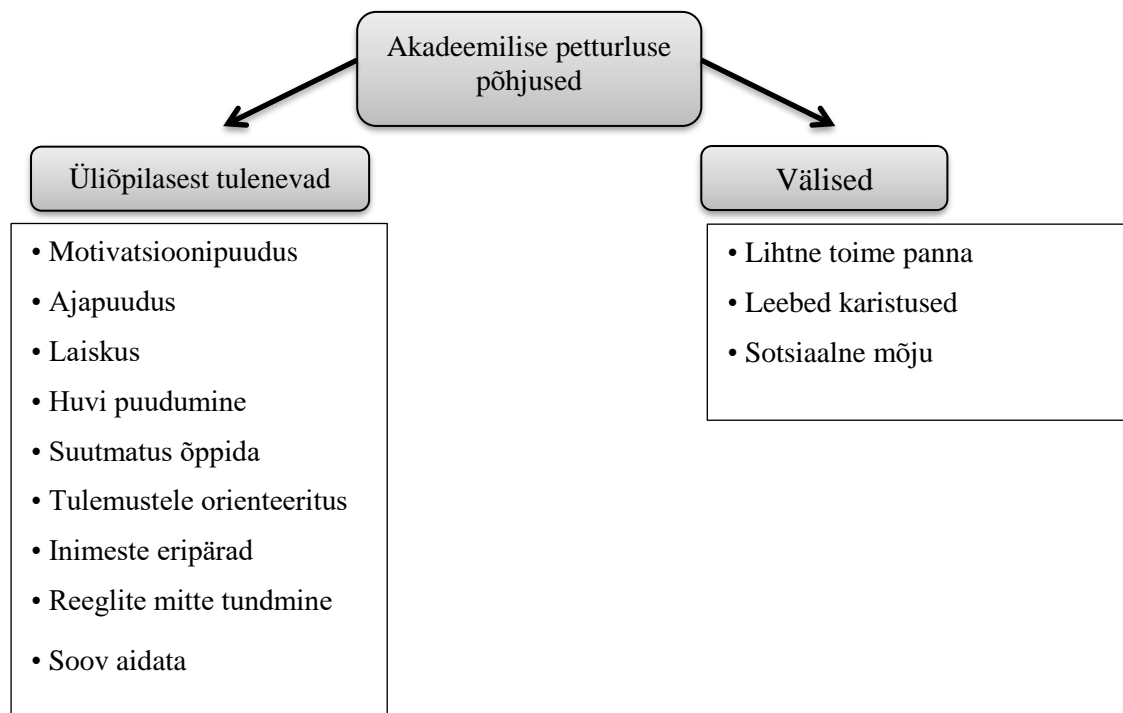 Akadeemilise petturluse
põhjused
Üliõpilasest tulenevad
• Motivatsioonipuudus
• Ajapuudus
• Laiskus
• Huvi puudumine
• Suutmatus õppida
• Tulemustele orienteeritus
• Inimeste eripärad
• Reeglite mitte tundmine
• Soov aidata
Välised
• Lihtne toime panna
• Leebed karistused
• Sotsiaalne mõju